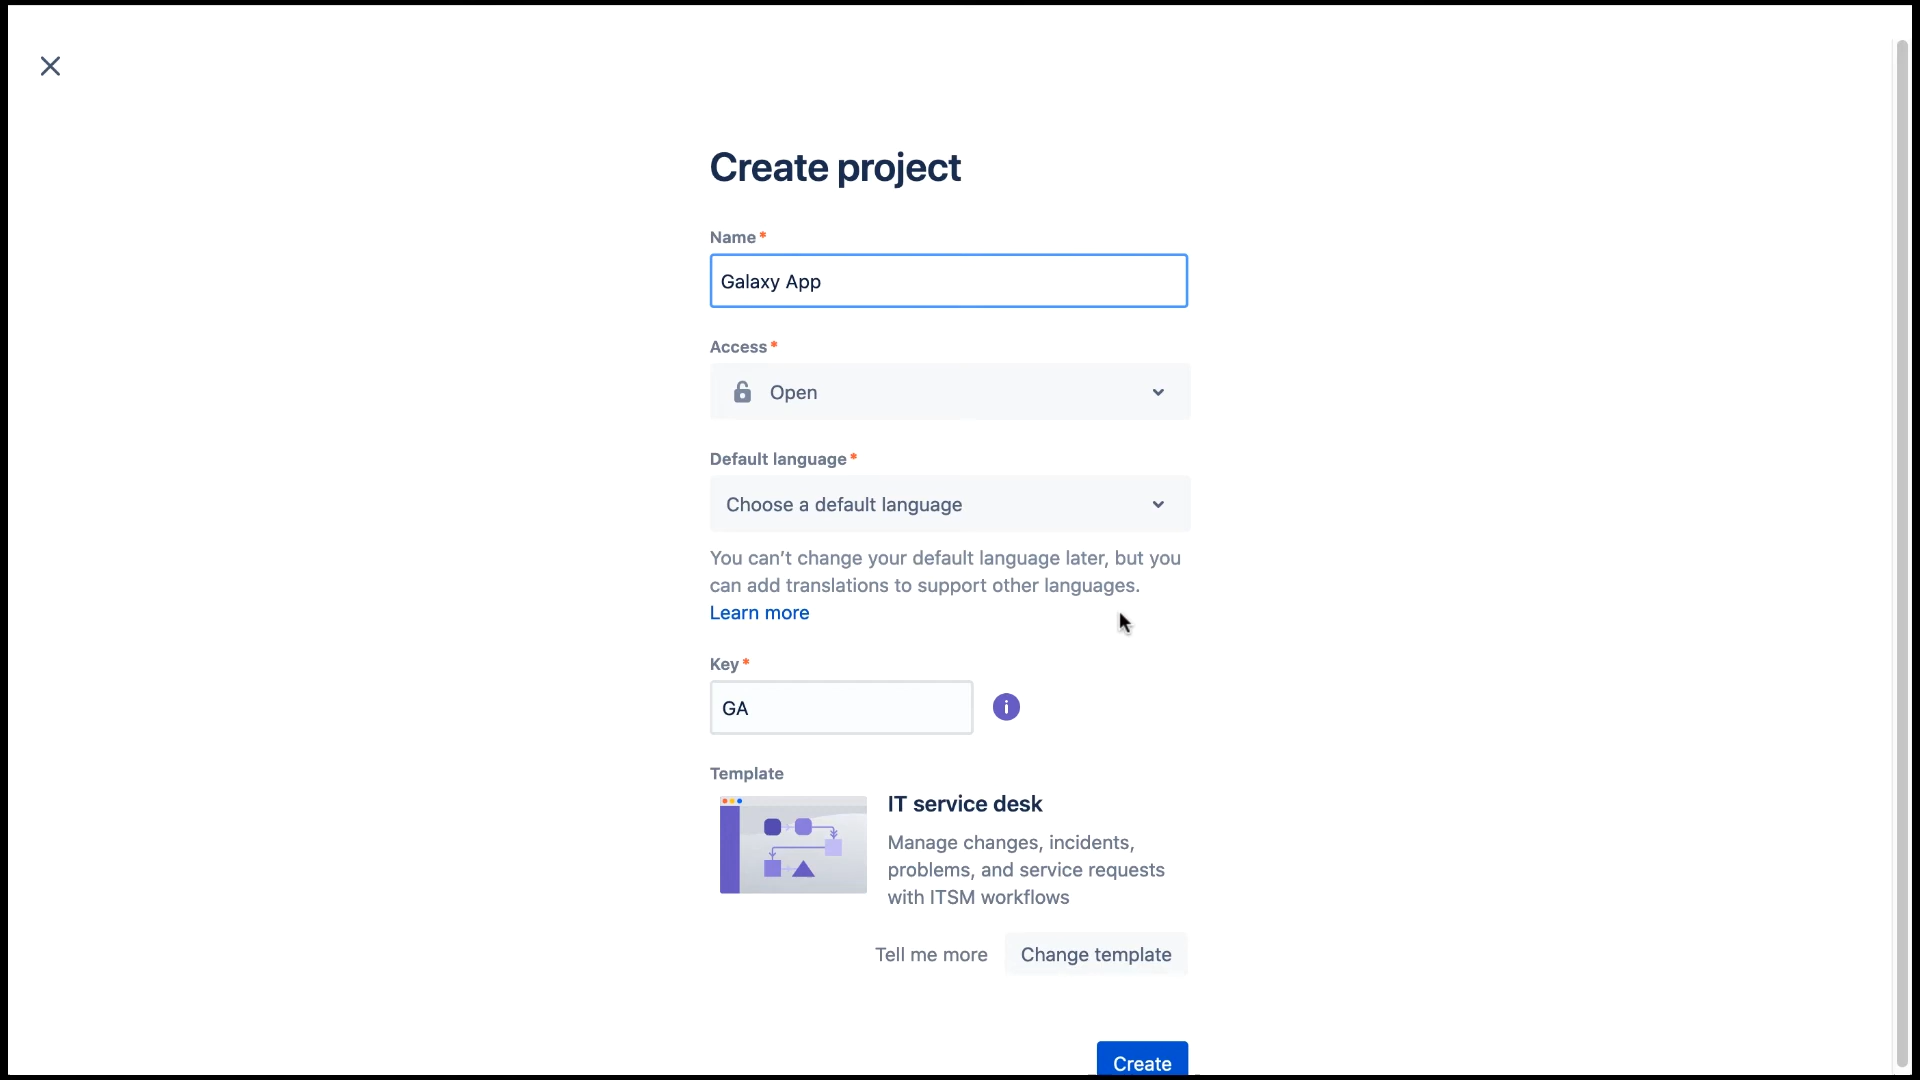 Create project
Name *
Galaxy App
Access *
Open
Default language *
Choose a default language
You can't change your default language later, but you
can add translations to support other languages.
Learn more
Key *
GA
i
Template
IT service desk
Manage changes, incidents,
problems, and service requests
with ITSM workflows
Tell me more
Change template
Create